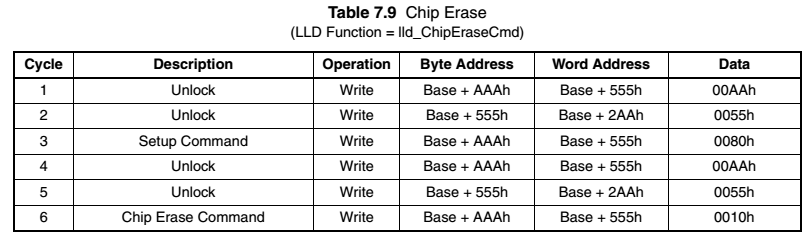 Table 7.9 Chip Erase
(LLD Function = lld_ChipEraseCmd)
Cycle Description Operation Byte Address Word Address Data
1 Unlock Write Base + AAAh Base + 555h 00AAh
2 Unlock Write Base + 555h Base + 2AAh 0055h
3 Setup Command Write Base + AAAh Base + 555h 0080h
4 Unlock Write Base + AAAh Base + 555h 00AAh
5 Unlock Write Base + 555h Base + 2AAh 0055h
6 Chip Erase Command Write Base + AAAh Base + 555h 0010h